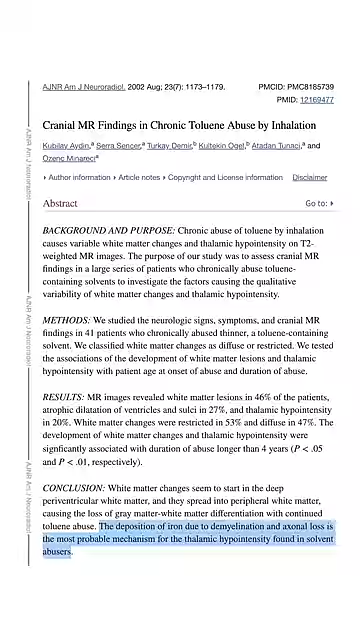 AJNR Am J Neuroradiol. 2002 Aug; 23(7): 1173–1179.
PMCID: PMC8185739
PMID: 12169477
Cranial MR Findings in Chronic Toluene Abuse by Inhalation
Kubilay Aydin,a Serra Sencer,a Turkay Demir,b Kultekin Ogel,b Atadan Tunaci,a and
Ozenç Minarecia
▸ Author information ▸ Article notes ▸ Copyright and License information Disclaimer
Abstract
Go to: ▸
BACKGROUND AND PURPOSE: Chronic abuse of toluene by inhalation
causes variable white matter changes and thalamic hypointensity on T2-
weighted MR images. The purpose of our study was to assess cranial MR
findings in a large series of patients who chronically abuse toluene-
containing solvents to investigate the factors causing the qualitative
variability of white matter changes and thalamic hypointensity.
METHODS: We studied the neurologic signs, symptoms, and cranial MR
findings in 41 patients who chronically abused thinner, a toluene-containing
solvent. We classified white matter changes as diffuse or restricted. We tested
the associations of the development of white matter lesions and thalamic
hypointensity with patient age at onset of abuse and duration of abuse.
RESULTS: MR images revealed white matter lesions in 46% of the patients,
atrophic dilatation of ventricles and sulci in 27%, and thalamic hypointensity
in 20%. White matter changes were restricted in 53% and diffuse in 47%. The
development of white matter changes and thalamic hypointensity were
signficantly associated with duration of abuse longer than 4 years (P < .05
and P < .01, respectively).
CONCLUSION: White matter changes seem to start in the deep
periventricular white matter, and they spread into peripheral white matter,
causing the loss of gray matter-white matter differentiation with continued
toluene abuse. The deposition of iron due to demyelination and axonal loss is
the most probable mechanism for the thalamic hypointensity found in solvent
abusers.
AJNR Am J Neuroradiol
AJNR Am J Neuroradiol
AJNR Am J Neuroradiol